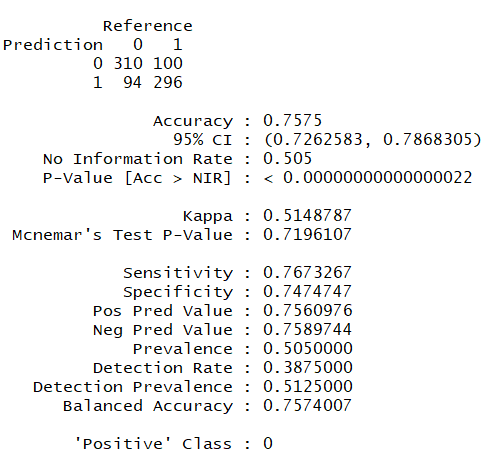 Reference
Prediction 0 1
0 310 100
1 94 296
Accuracy : 0.7575
95% CI : (0.7262583, 0.7868305)
No Information Rate : 0.505
P-Value [Acc > NIR] : < 0.00000000000000022
Kappa : 0.5148787
Mcnemar's Test P-Value : 0.7196107
Sensitivity : 0.7673267
Specificity : 0.7474747
Pos Pred Value : 0.7560976
Neg Pred Value : 0.7589744
Prevalence : 0.5050000
Detection Rate : 0.3875000
Detection Prevalence : 0.5125000
Balanced Accuracy : 0.7574007
'Positive' Class : 0